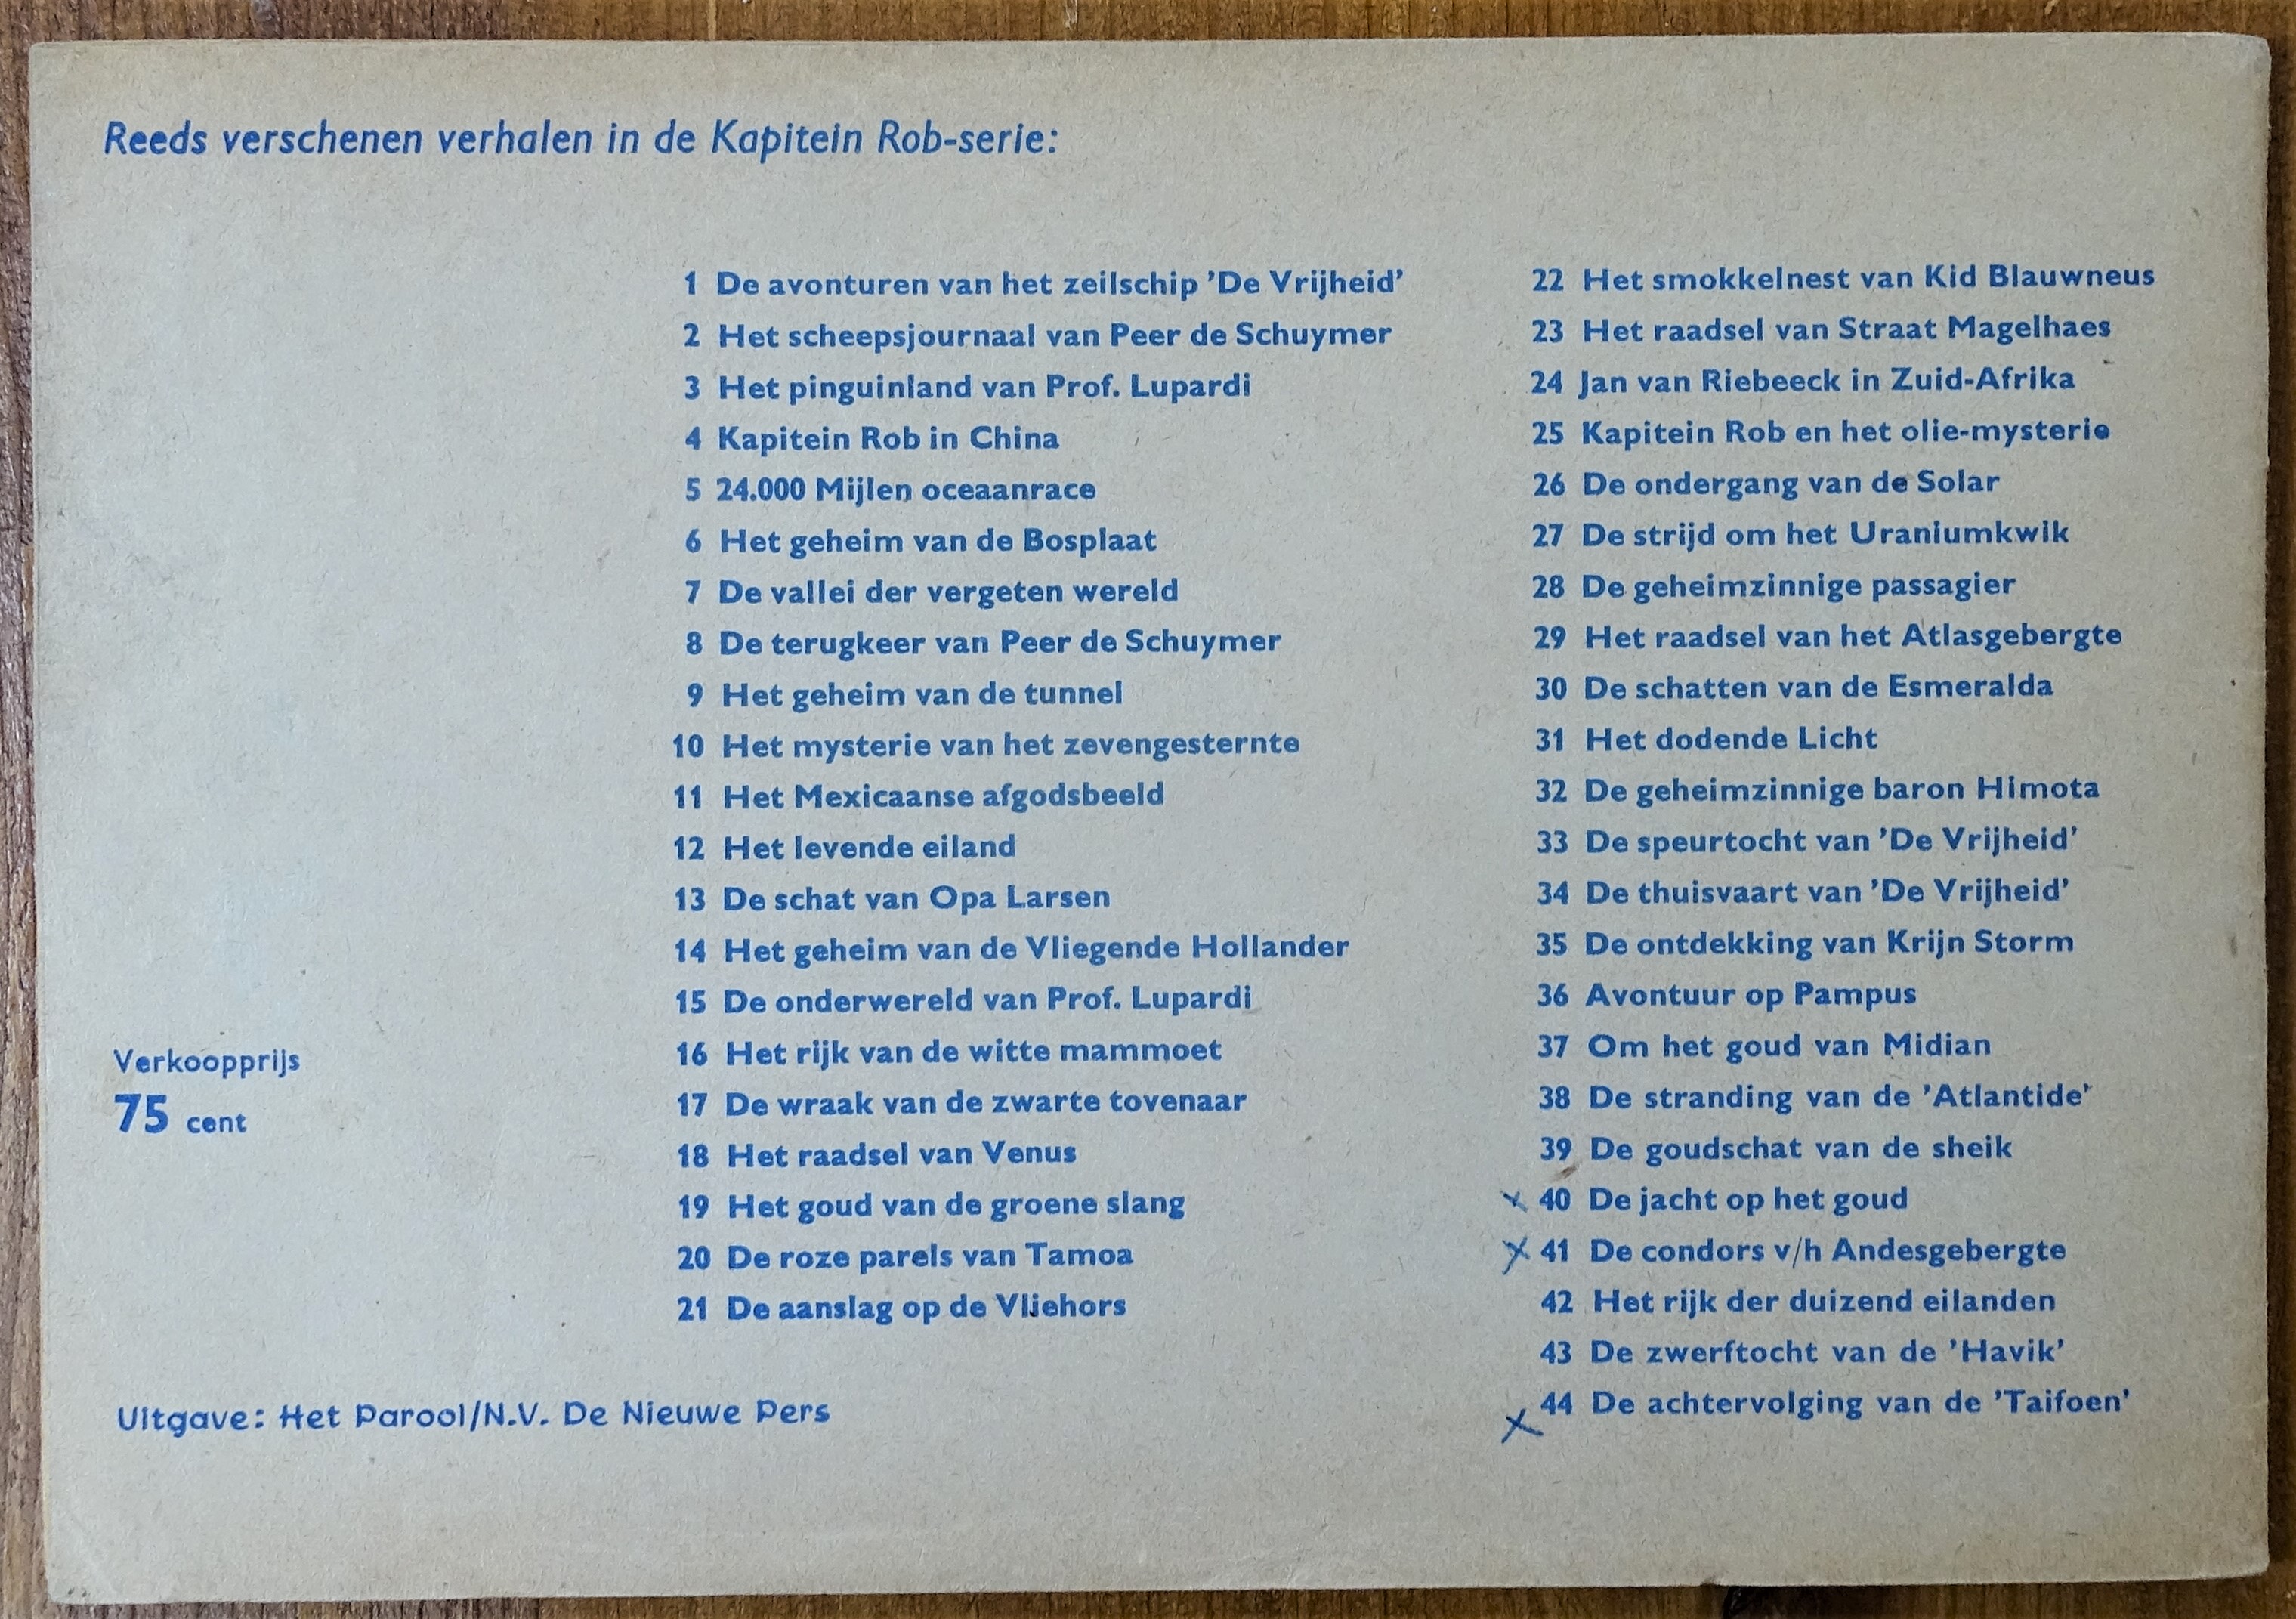 Reeds verschenen verhalen in de Kapitein Rob-serie:
1 De avonturen van het zeilschip 'De Vrijheid'
2 Het scheepsjournaal van Peer de Schuymer
3 Het pinguinland van Prof. Lupardi
4 Kapitein Rob in China
5 24.000 Mijlen oceaanrace
6 Het geheim van de Bosplaat
7 De vallei der vergeten wereld
8 De terugkeer van Peer de Schuymer
9 Het geheim van de tunnel
10 Het mysterie van het zevengesternte
11 Het Mexicaanse afgodsbeeld
12 Het levende eiland
13 De schat van Opa Larsen
14 Het geheim van de Vliegende Hollander
15 De onderwereld van Prof. Lupardi
16 Het rijk van de witte mammoet
17 De wraak van de zwarte tovenaar
18 Het raadsel van Venus
19 Het goud van de groene slang
20 De roze parels van Tamoa
21 De aanslag op de Vliehors
22 Het smokkelnest van Kid Blauwneus
23 Het raadsel van Straat Magelhaes
24 Jan van Riebeeck in Zuid-Afrika
25 Kapitein Rob en het olie-mysterie
26 De ondergang van de Solar
27 De strijd om het Uraniumkwik
28 De geheimzinnige passagier
29 Het raadsel van het Atlasgebergte
30 De schatten van de Esmeralda
31 Het dodende Licht
32 De geheimzinnige baron Himota
33 De speurtocht van 'De Vrijheid'
34 De thuisvaart van 'De Vrijheid'
35 De ontdekking van Krijn Storm
36 Avontuur op Pampus
37 Om het goud van Midian
38 De stranding van de 'Atlantide'
39 De goudschat van de sheik
x 40 De jacht op het goud
x 41 De condors v/h Andesgebergte
42 Het rijk der duizend eilanden
43 De zwerftocht van de 'Havik'
x 44 De achtervolging van de 'Taifoen'
Verkoopprijs
75 cent
Uitgave: Het Parool/N.V. De Nieuwe Pers